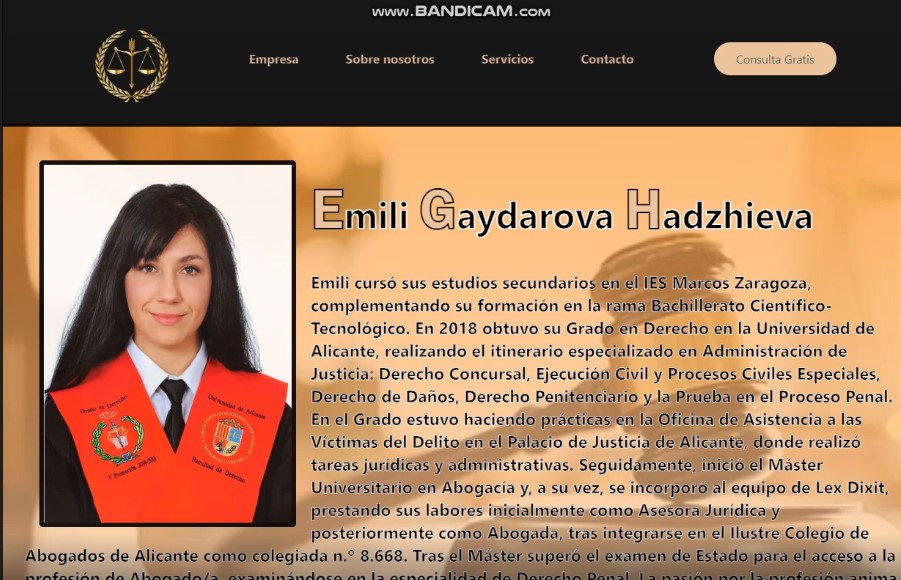 www.BANDICAM.com
Empresa
Sobre nosotros
Servicios
Contacto
Consulta Gratis
Emili Gaydarova Hadzhieva
Emili cursó sus estudios secundarios en el IES Marcos Zaragoza,
complementando su formación en la rama Bachillerato Científico-
Tecnológico. En 2018 obtuvo su Grado en Derecho en la Universidad de
Alicante, realizando el itinerario especializado en Administración de
Justicia: Derecho Concursal, Ejecución Civil y Procesos Civiles Especiales,
Derecho de Daños, Derecho Penitenciario y la Prueba en el Proceso Penal.
En el Grado estuvo haciendo prácticas en la Oficina de Asistencia a las
Víctimas del Delito en el Palacio de Justicia de Alicante, donde realizó
tareas jurídicas y administrativas. Seguidamente, inició el Máster
Universitario en Abogacía y, a su vez, se incorporó al equipo de Lex Dixit,
prestando sus labores inicialmente como Asesora Jurídica y
posteriormente como Abogada, tras integrarse en el Ilustre Colegio de
Abogados de Alicante como colegiada n.º 8.668. Tras el Máster superó el examen de Estado para el acceso a la
profesión de Abogado/a, examinándose en la especialidad de Derecho Penal. La pasión por la profesión anima
Grado en Derecho
Universidad de Alicante
Facultad de Derecho